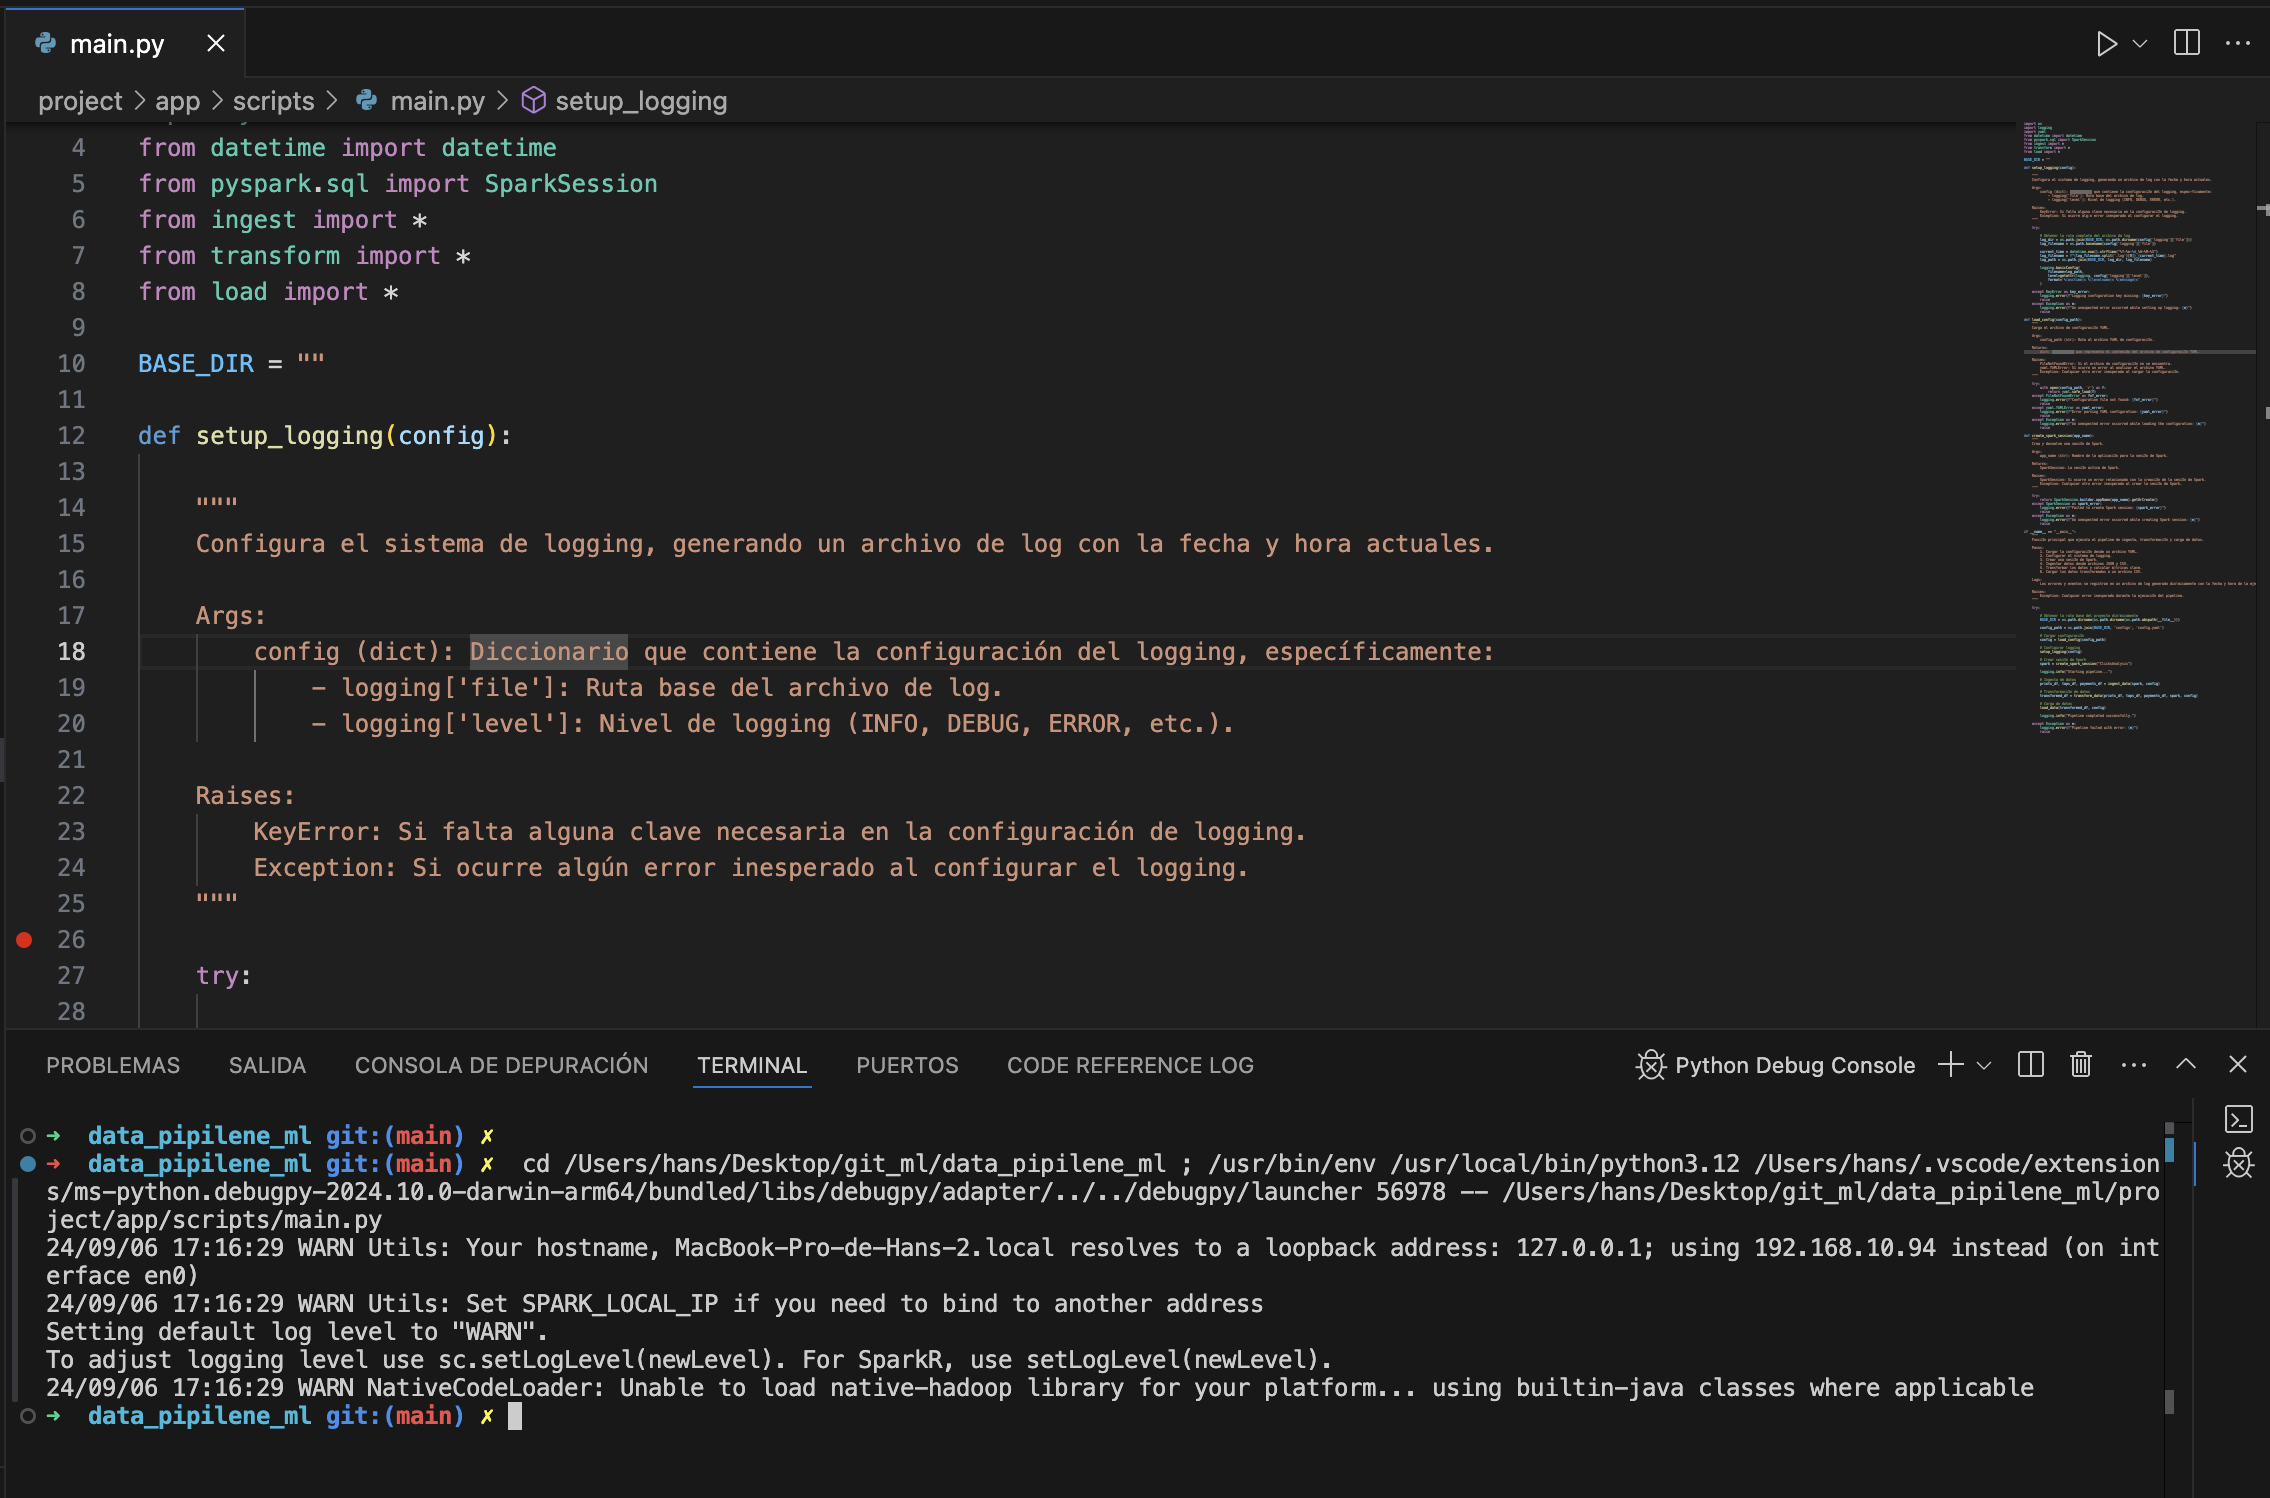 main.py
project > app > scripts > main.py > setup_logging
4 from datetime import datetime
5 from pyspark.sql import SparkSession
6 from ingest import *
7 from transform import *
8 from load import *
9
10 BASE_DIR = ""
11
12 def setup_logging(config):
13
14 """
15 Configura el sistema de logging, generando un archivo de log con la fecha y hora actuales.
16
17 Args:
18 config (dict): Diccionario que contiene la configuración del logging, específicamente:
19 - logging['file']: Ruta base del archivo de log.
20 - logging['level']: Nivel de logging (INFO, DEBUG, ERROR, etc.).
21
22 Raises:
23 KeyError: Si falta alguna clave necesaria en la configuración de logging.
24 Exception: Si ocurre algún error inesperado al configurar el logging.
25 """
26
27 try:
28
PROBLEMAS SALIDA CONSOLA DE DEPURACIÓN TERMINAL PUERTOS CODE REFERENCE LOG Python Debug Console
➜ data_pipilene_ml git:(main) ✗
➜ data_pipilene_ml git:(main) ✗ cd /Users/hans/Desktop/git_ml/data_pipilene_ml ; /usr/bin/env /usr/local/bin/python3.12 /Users/hans/.vscode/extension
s/ms-python.debugpy-2024.10.0-darwin-arm64/bundled/libs/debugpy/adapter/../../debugpy/launcher 56978 -- /Users/hans/Desktop/git_ml/data_pipilene_ml/pro
ject/app/scripts/main.py
24/09/06 17:16:29 WARN Utils: Your hostname, MacBook-Pro-de-Hans-2.local resolves to a loopback address: 127.0.0.1; using 192.168.10.94 instead (on int
erface en0)
24/09/06 17:16:29 WARN Utils: Set SPARK_LOCAL_IP if you need to bind to another address
Setting default log level to "WARN".
To adjust logging level use sc.setLogLevel(newLevel). For SparkR, use setLogLevel(newLevel).
24/09/06 17:16:29 WARN NativeCodeLoader: Unable to load native-hadoop library for your platform... using builtin-java classes where applicable
➜ data_pipilene_ml git:(main) ✗